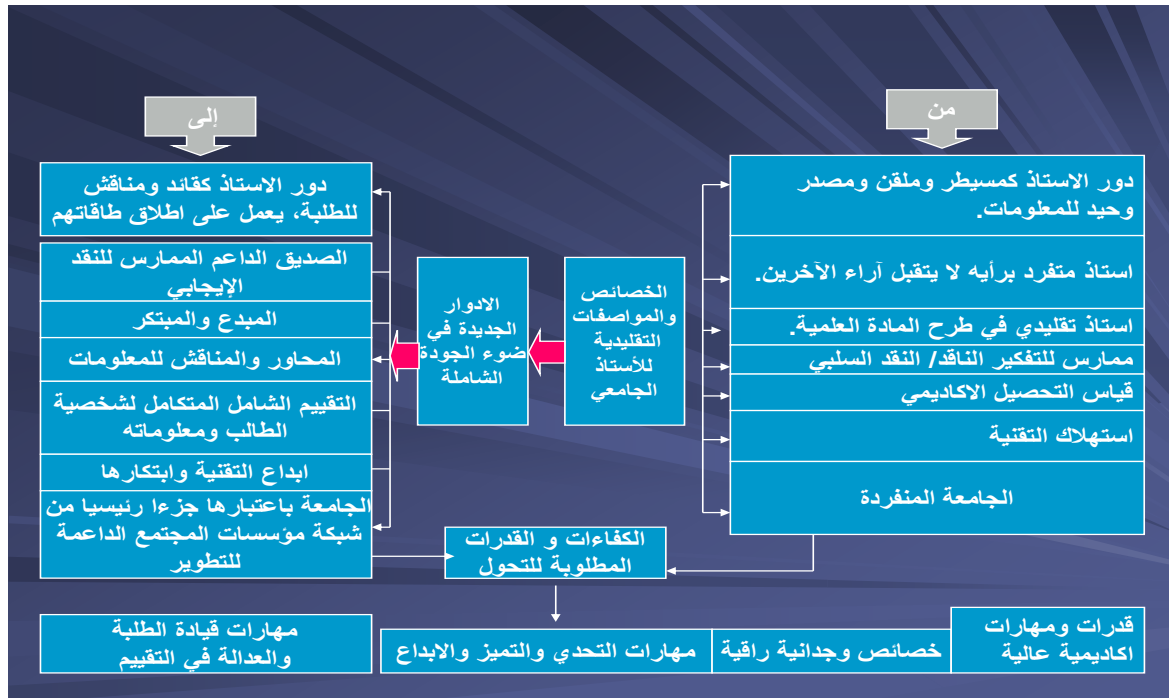 من
دور الاستاذ كمسيطر وملقن ومصدر
وحيد للمعلومات.
استاذ متفرد برأيه لا يتقبل آراء الآخرين.
استاذ تقليدي في طرح المادة العلمية.
ممارس للتفكير الناقد/ النقد السلبي
قياس التحصيل الاكاديمي
استهلاك التقنية
الجامعة المنفردة
الخصائص
والمواصفات
التقليدية
للأستاذ
الجامعي
الادوار
الجديدة في
ضوء الجودة
الشاملة
إلى
دور الاستاذ كقائد ومناقش
للطلبة، يعمل على اطلاق طاقاتهم
الصديق الداعم الممارس للنقد
الإيجابي
المبدع والمبتكر
المحاور والمناقش للمعلومات
التقييم الشامل المتكامل لشخصية
الطالب ومعلوماته
ابداع التقنية وابتكارها
الجامعة باعتبارها جزءا رئيسيا من
شبكة مؤسسات المجتمع الداعمة
للتطوير
الكفاءات و القدرات
المطلوبة للتحول
قدرات ومهارات
اكاديمية عالية
خصائص وجدانية راقية
مهارات التحدي والتميز والابداع
مهارات قيادة الطلبة
والعدالة في التقييم